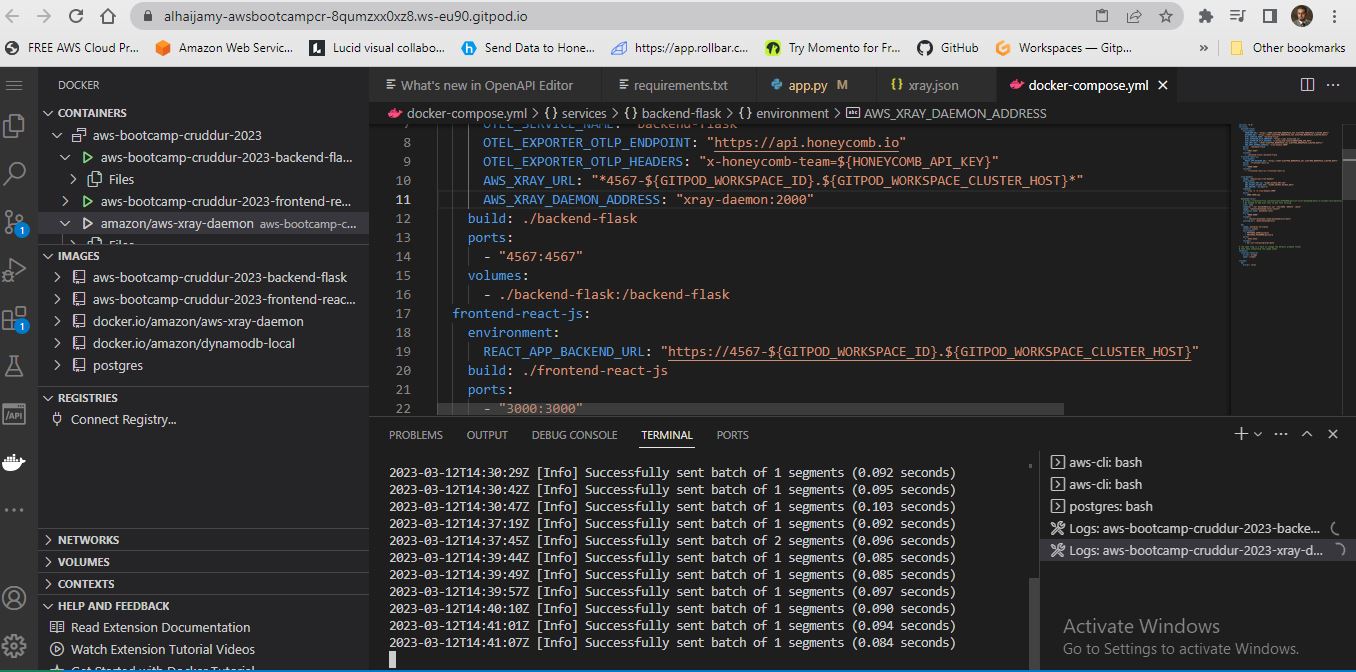 alhaijamy-awsbootcampcr-8qumzxx0xz8.ws-eu90.gitpod.io
FREE AWS Cloud Pr...
Amazon Web Servic...
Lucid visual collabo...
Send Data to Hone...
https://app.rollbar.c...
Try Momento for Fr...
GitHub
Workspaces — Gitp...
»
Other bookmarks
DOCKER
CONTAINERS
aws-bootcamp-cruddur-2023
aws-bootcamp-cruddur-2023-backend-fla...
Files
aws-bootcamp-cruddur-2023-frontend-re...
amazon/aws-xray-daemon aws-bootcamp-c...
Files
IMAGES
aws-bootcamp-cruddur-2023-backend-flask
aws-bootcamp-cruddur-2023-frontend-reac...
docker.io/amazon/aws-xray-daemon
docker.io/amazon/dynamodb-local
postgres
REGISTRIES
Connect Registry...
NETWORKS
VOLUMES
CONTEXTS
HELP AND FEEDBACK
Read Extension Documentation
Watch Extension Tutorial Videos
Get Started with Docker Tutorial
1
1
/API
What's new in OpenAPI Editor
requirements.txt
app.py M
{} xray.json
docker-compose.yml
docker-compose.yml > {} services > {} backend-flask > {} environment > AWS_XRAY_DAEMON_ADDRESS
7 OTEL_SERVICE_NAME: "backend-flask"
8 OTEL_EXPORTER_OTLP_ENDPOINT: "https://api.honeycomb.io"
9 OTEL_EXPORTER_OTLP_HEADERS: "x-honeycomb-team=${HONEYCOMB_API_KEY}"
10 AWS_XRAY_URL: "*4567-${GITPOD_WORKSPACE_ID}.${GITPOD_WORKSPACE_CLUSTER_HOST}*"
11 AWS_XRAY_DAEMON_ADDRESS: "xray-daemon:2000"
12 build: ./backend-flask
13 ports:
14 - "4567:4567"
15 volumes:
16 - ./backend-flask:/backend-flask
17 frontend-react-js:
18 environment:
19 REACT_APP_BACKEND_URL: "https://4567-${GITPOD_WORKSPACE_ID}.${GITPOD_WORKSPACE_CLUSTER_HOST}"
20 build: ./frontend-react-js
21 ports:
22 - "3000:3000"
PROBLEMS OUTPUT DEBUG CONSOLE TERMINAL PORTS
2023-03-12T14:30:29Z [Info] Successfully sent batch of 1 segments (0.092 seconds)
2023-03-12T14:30:42Z [Info] Successfully sent batch of 1 segments (0.095 seconds)
2023-03-12T14:30:47Z [Info] Successfully sent batch of 1 segments (0.103 seconds)
2023-03-12T14:37:19Z [Info] Successfully sent batch of 1 segments (0.092 seconds)
2023-03-12T14:37:45Z [Info] Successfully sent batch of 2 segments (0.096 seconds)
2023-03-12T14:39:44Z [Info] Successfully sent batch of 1 segments (0.085 seconds)
2023-03-12T14:39:49Z [Info] Successfully sent batch of 1 segments (0.085 seconds)
2023-03-12T14:39:57Z [Info] Successfully sent batch of 1 segments (0.097 seconds)
2023-03-12T14:40:10Z [Info] Successfully sent batch of 1 segments (0.090 seconds)
2023-03-12T14:41:01Z [Info] Successfully sent batch of 1 segments (0.094 seconds)
2023-03-12T14:41:07Z [Info] Successfully sent batch of 1 segments (0.084 seconds)
aws-cli: bash
aws-cli: bash
postgres: bash
Logs: aws-bootcamp-cruddur-2023-backe...
Logs: aws-bootcamp-cruddur-2023-xray-d...
Activate Windows
Go to Settings to activate Windows.